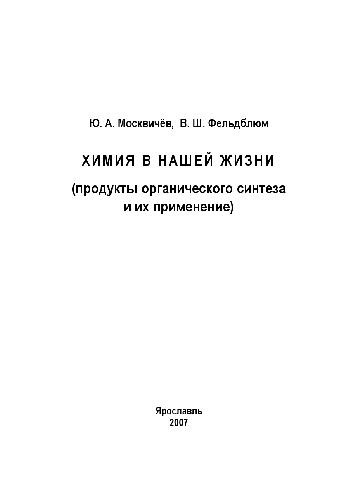 Ю. А. Москвичёв, В. Ш. Фельдблюм
ХИМИЯ В НАШЕЙ ЖИЗНИ
(продукты органического синтеза
и их применение)
Ярославль
2007